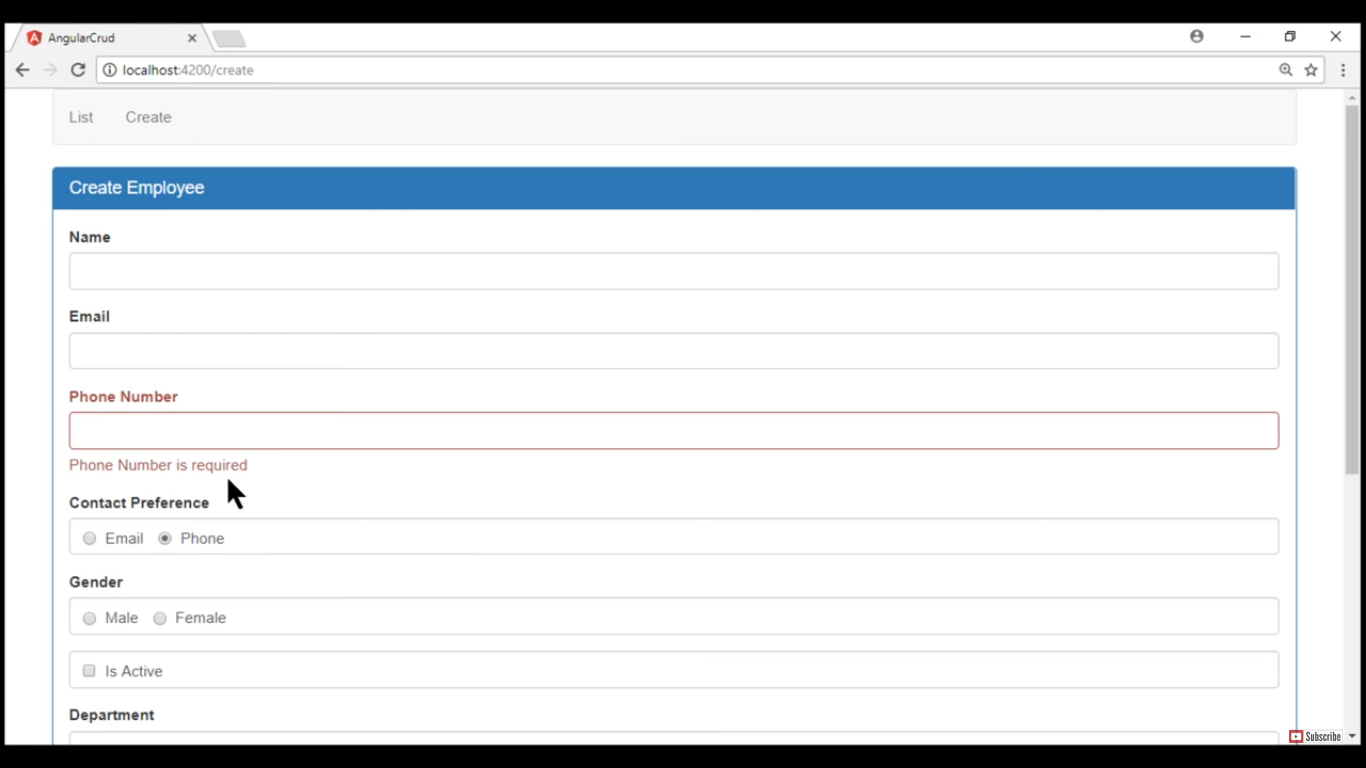 AngularCrud
localhost:4200/create
List Create
Create Employee
Name
Email
Phone Number
Phone Number is required
Contact Preference
Email Phone
Gender
Male Female
Is Active
Department
Subscribe